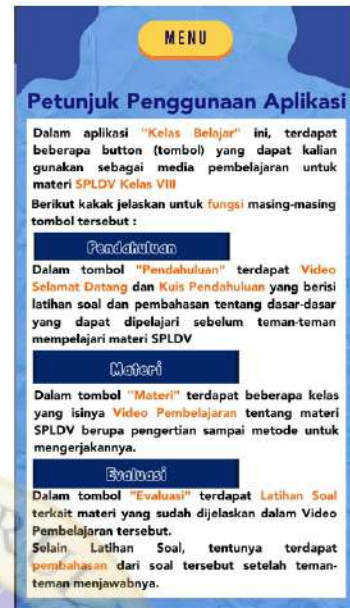 MENU
Petunjuk Penggunaan Aplikasi
Dalam aplikasi "Kelas Belajar" ini, terdapat
beberapa button (tombol) yang dapat kalian
gunakan sebagai media pembelajaran untuk
materi SPLDV Kelas VIII
Berikut kakak jelaskan untuk fungsi masing-masing
tombol tersebut :
Pendahuluan
Dalam tombol "Pendahuluan" terdapat Video
Selamat Datang dan Kuis Pendahuluan yang berisi
latihan soal dan pembahasan tentang dasar-dasar
yang dapat dipelajari sebelum teman-teman
mempelajari materi SPLDV
Materi
Dalam tombol "Materi" terdapat beberapa kelas
yang isinya Video Pembelajaran tentang materi
SPLDV berupa pengertian sampai metode untuk
mengerjakannya.
Evaluasi
Dalam tombol "Evaluasi" terdapat Latihan Soal
terkait materi yang sudah dijelaskan dalam Video
Pembelajaran tersebut.
Selain Latihan Soal, tentunya terdapat
pembahasan dari soal tersebut setelah teman-
teman menjawabnya.